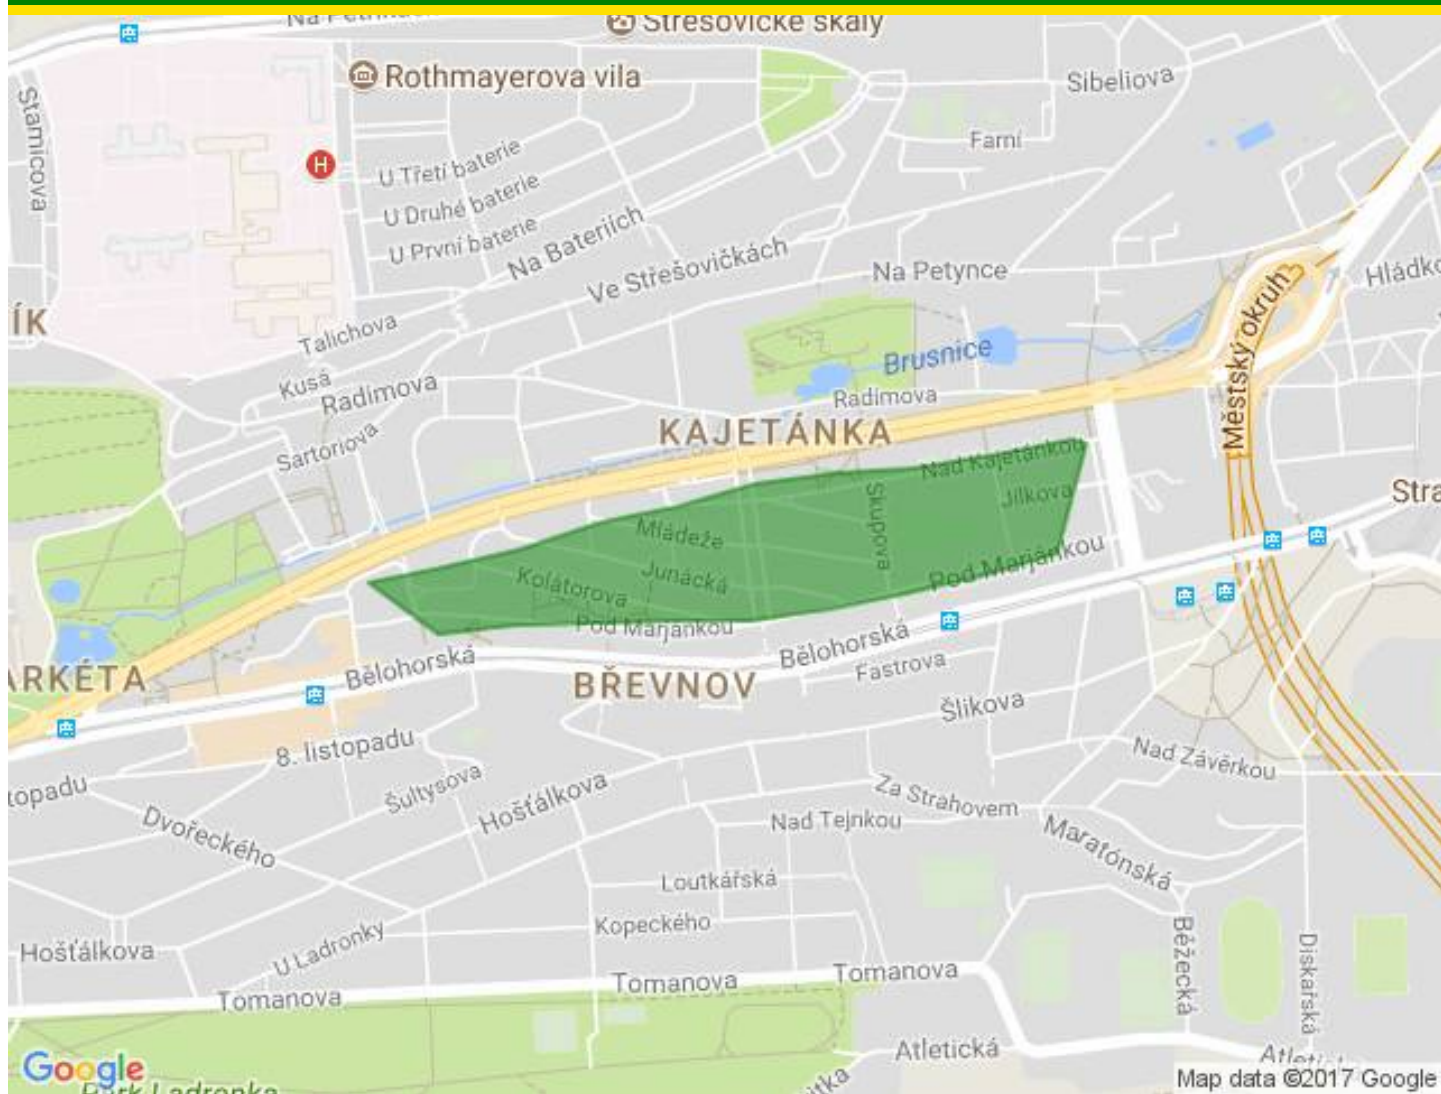 Střešovické skály
Rothmayerova vila
Sibeliova
Stamicova
H
Farní
U Třetí baterie
U Druhé baterie
U První baterie
Na Bateriích
Ve Střešovičkách
Na Petynce
Hládko
ÍK
Talichova
Městský okruh
Brusnice
Kusá
Radimova
Radimova
KAJETÁNKA
Sartoriova
Nad Kajetánkou
Jílkova
Stra
Skupova
Mládeže
Junácká
Kolátorova
Pod Marjánkou
Pod Marjánkou
Bělohorská
Bělohorská
Fastrova
ARKÉTA
BŘEVNOV
Šlikova
8. listopadu
Nad Závěrkou
topadu
Šultysova
Hošťálkova
Za Strahovem
Dvořeckého
Nad Tejnkou
Maratónská
Loutkářská
Kopeckého
Běžecká
Diskařská
Hošťálkova
U Ladronky
Tomanova
Tomanova
Tomanova
Atletická
Google
Park Ladronka
Map data ©2017 Google